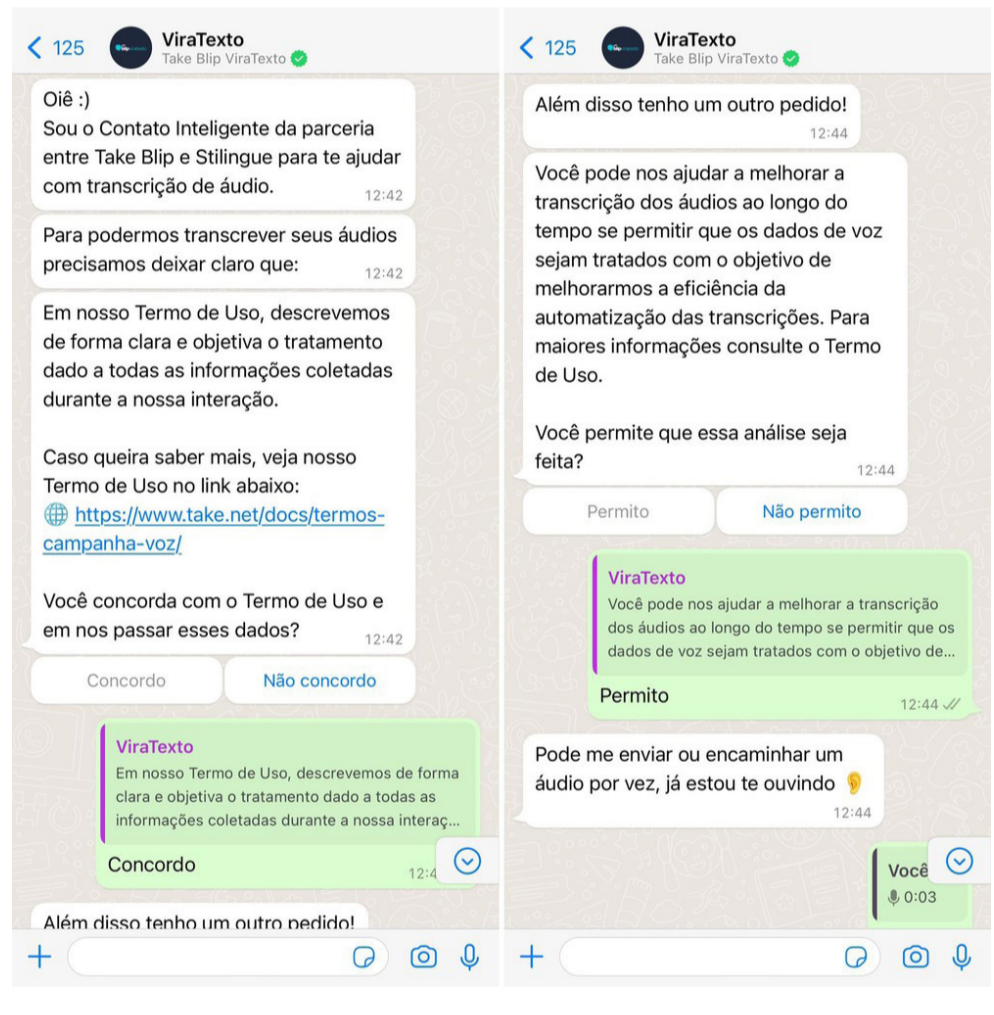 125
ViraTexto
Take Blip ViraTexto
Oiê :)
Sou o Contato Inteligente da parceria
entre Take Blip e Stilingue para te ajudar
com transcrição de áudio.
12:42
Para podermos transcrever seus áudios
precisamos deixar claro que:
12:42
Em nosso Termo de Uso, descrevemos
de forma clara e objetiva o tratamento
dado a todas as informações coletadas
durante a nossa interação.
Caso queira saber mais, veja nosso
Termo de Uso no link abaixo:
🌐 https://www.take.net/docs/termos-
campanha-voz/
Você concorda com o Termo de Uso e
em nos passar esses dados?
12:42
Concordo
Não concordo
ViraTexto
Em nosso Termo de Uso, descrevemos de forma
clara e objetiva o tratamento dado a todas as
informações coletadas durante a nossa interaç...
Concordo
12:4
Além disso tenho um outro pedido!
125
ViraTexto
Take Blip ViraTexto
Além disso tenho um outro pedido!
12:44
Você pode nos ajudar a melhorar a
transcrição dos áudios ao longo do
tempo se permitir que os dados de voz
sejam tratados com o objetivo de
melhorarmos a eficiência da
automatização das transcrições. Para
maiores informações consulte o Termo
de Uso.
Você permite que essa análise seja
feita?
12:44
Permito
Não permito
ViraTexto
Você pode nos ajudar a melhorar a transcrição
dos áudios ao longo do tempo se permitir que os
dados de voz sejam tratados com o objetivo de...
Permito
12:44
Pode me enviar ou encaminhar um
áudio por vez, já estou te ouvindo 👂
12:44
Você
0:03